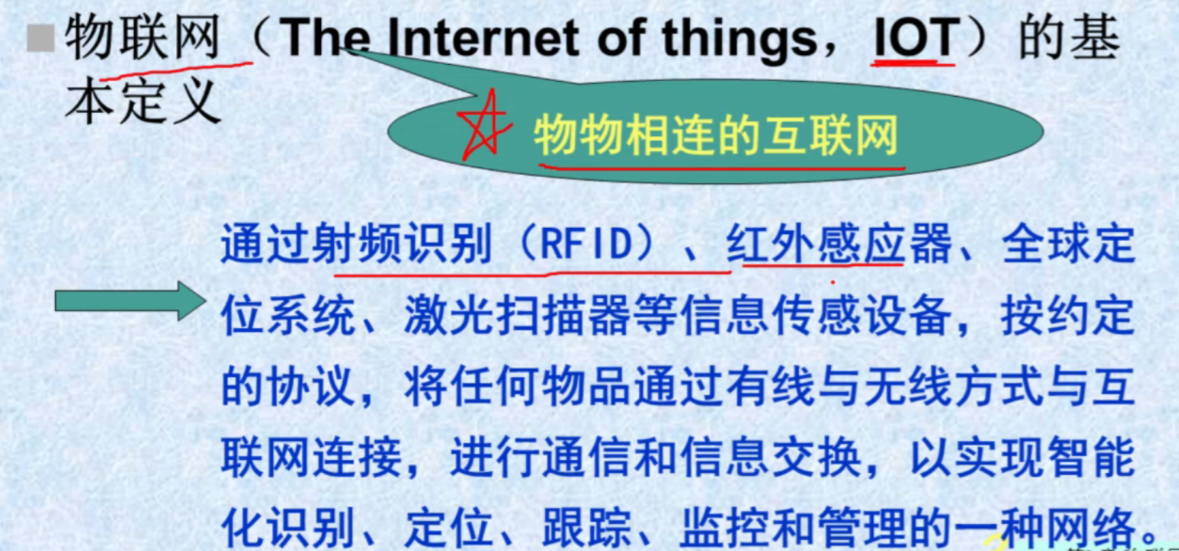 物联网（The Internet of things，IOT）的基
本定义
物物相连的互联网
通过射频识别（RFID）、红外感应器、全球定
位系统、激光扫描器等信息传感设备，按约定
的协议，将任何物品通过有线与无线方式与互
联网连接，进行通信和信息交换，以实现智能
化识别、定位、跟踪、监控和管理的一种网络。